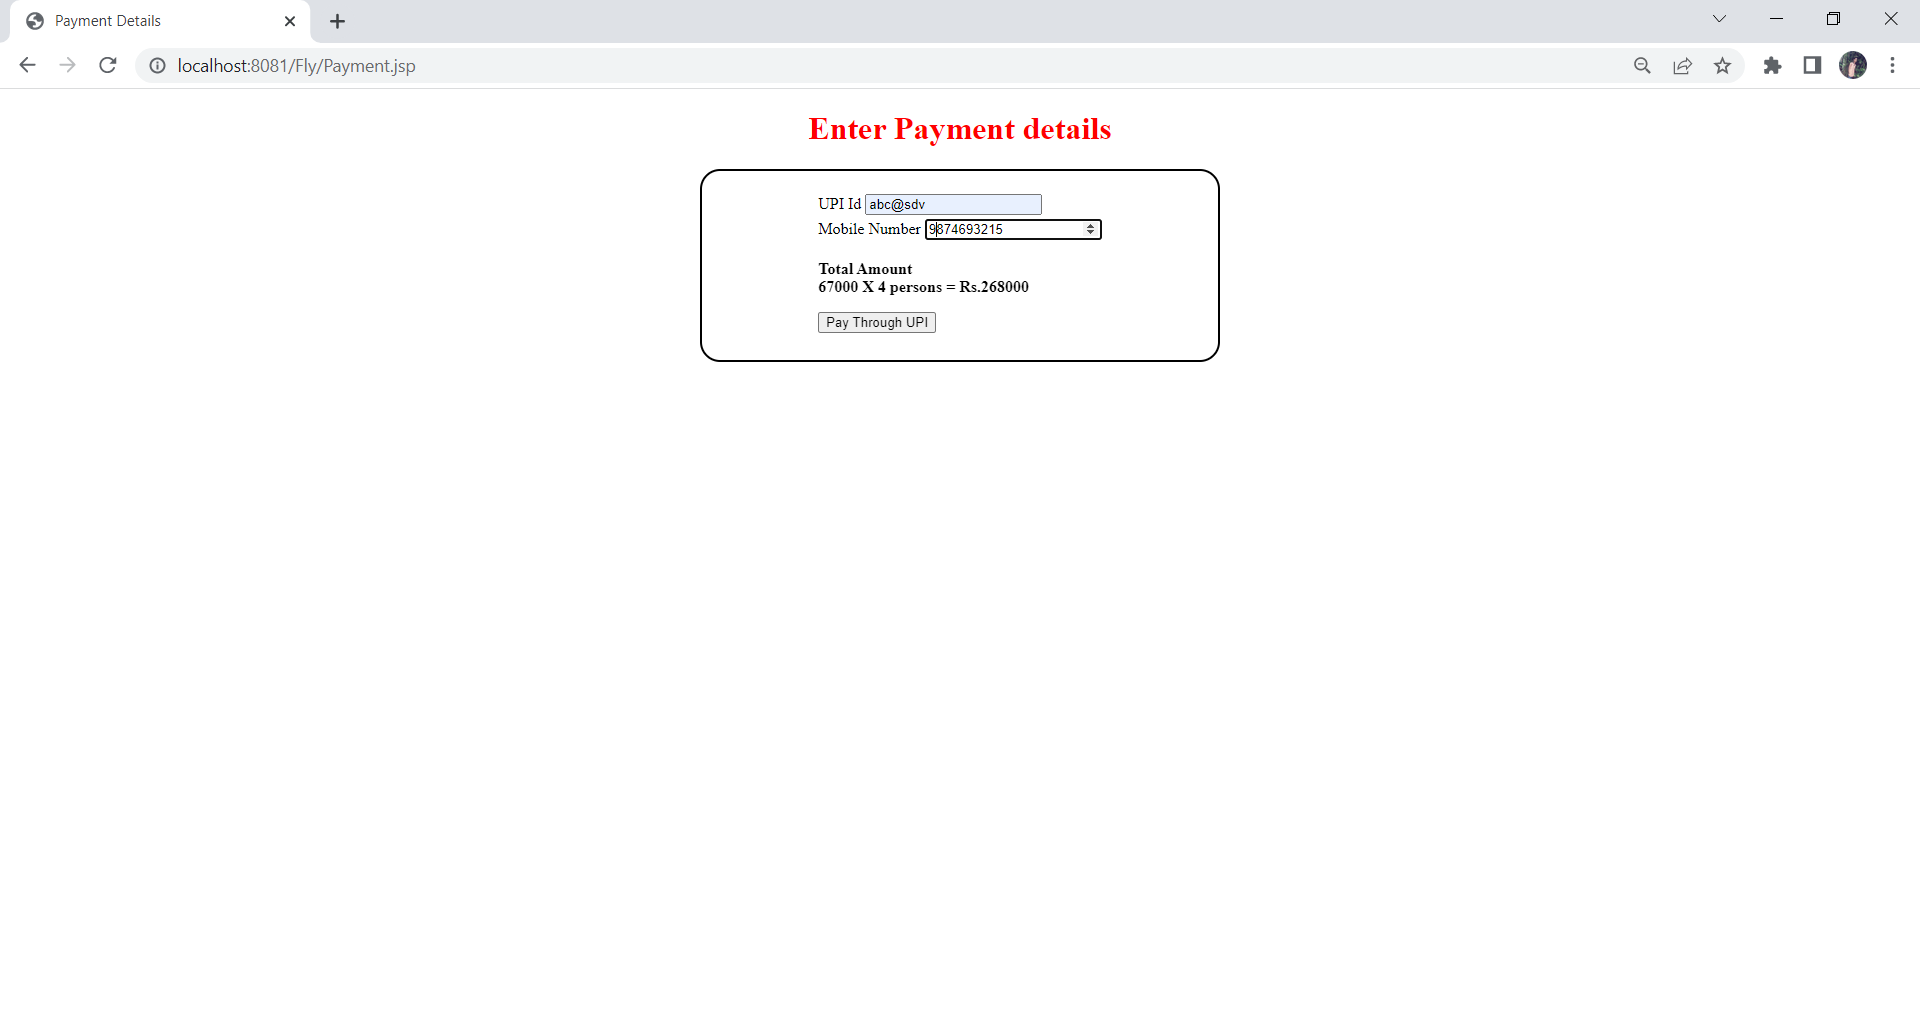 Payment Details
localhost:8081/Fly/Payment.jsp
Enter Payment details
UPI Id abc@sdv
Mobile Number 9874693215
Total Amount
67000 X 4 persons = Rs.268000
Pay Through UPI